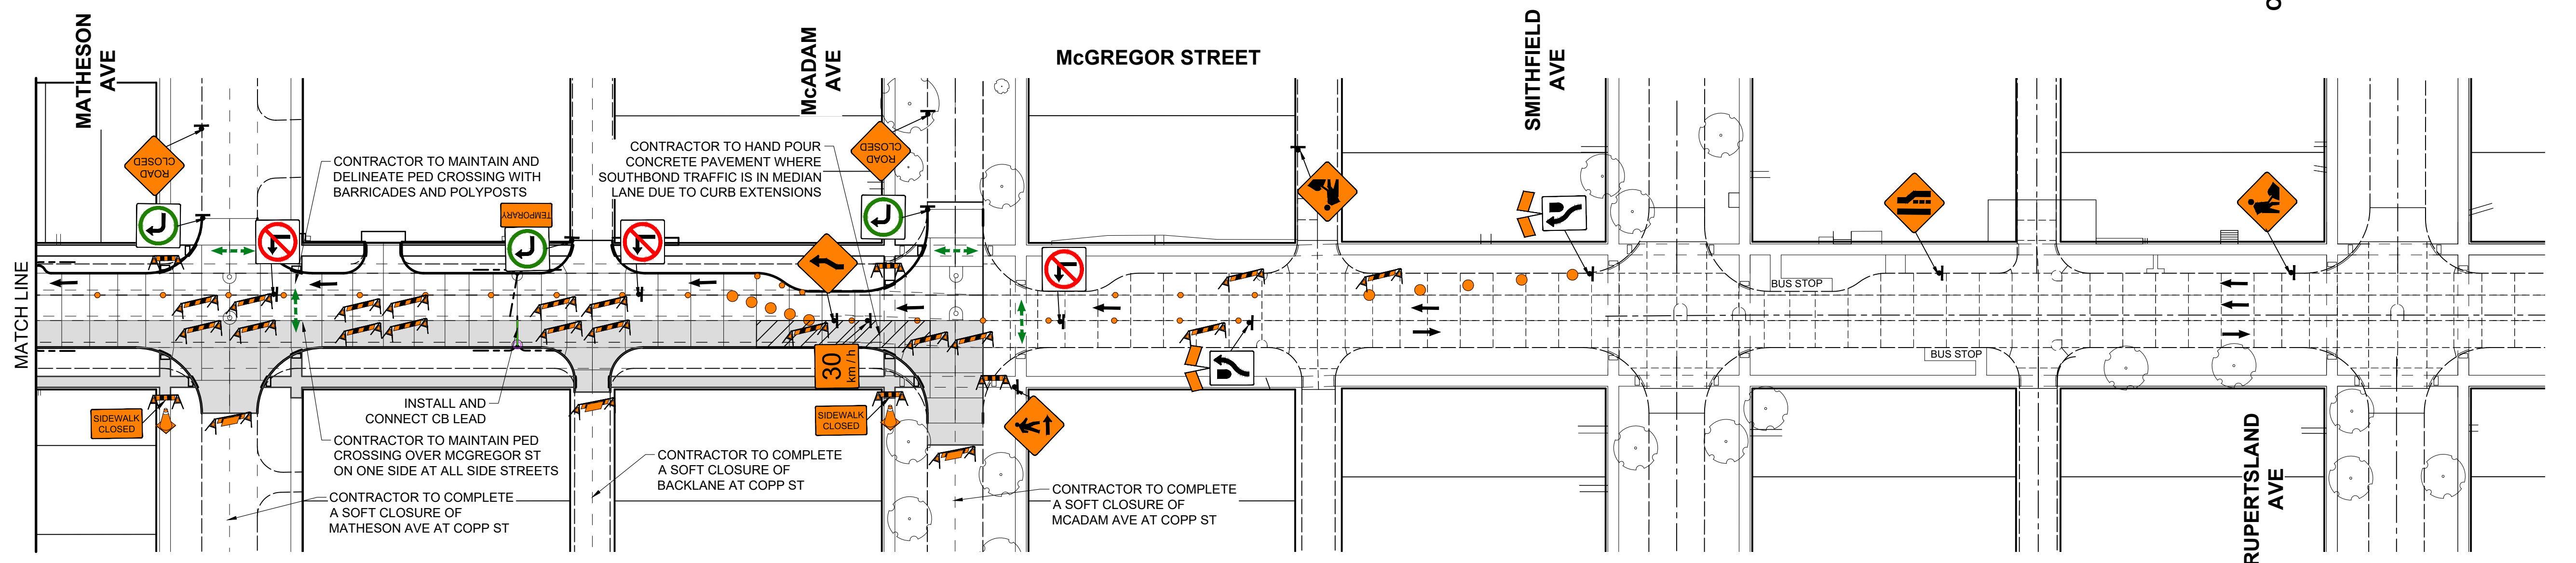 MATHESON
AVE
McADAM
AVE
McGREGOR STREET
SMITHFIELD
AVE
ROAD
CLOSED
CONTRACTOR TO MAINTAIN AND
DELINEATE PED CROSSING WITH
BARRICADES AND POLYPOSTS
CONTRACTOR TO HAND POUR
CONCRETE PAVEMENT WHERE
SOUTHBOND TRAFFIC IS IN MEDIAN
LANE DUE TO CURB EXTENSIONS
ROAD
CLOSED
TEMPORARY
MATCH LINE
BUS STOP
BUS STOP
30
km / h
SIDEWALK
CLOSED
INSTALL AND
CONNECT CB LEAD
CONTRACTOR TO MAINTAIN PED
CROSSING OVER MCGREGOR ST
ON ONE SIDE AT ALL SIDE STREETS
CONTRACTOR TO COMPLETE
A SOFT CLOSURE OF
MATHESON AVE AT COPP ST
CONTRACTOR TO COMPLETE
A SOFT CLOSURE OF
BACKLANE AT COPP ST
SIDEWALK
CLOSED
CONTRACTOR TO COMPLETE
A SOFT CLOSURE OF
MCADAM AVE AT COPP ST
RUPERTSLAND
AVE